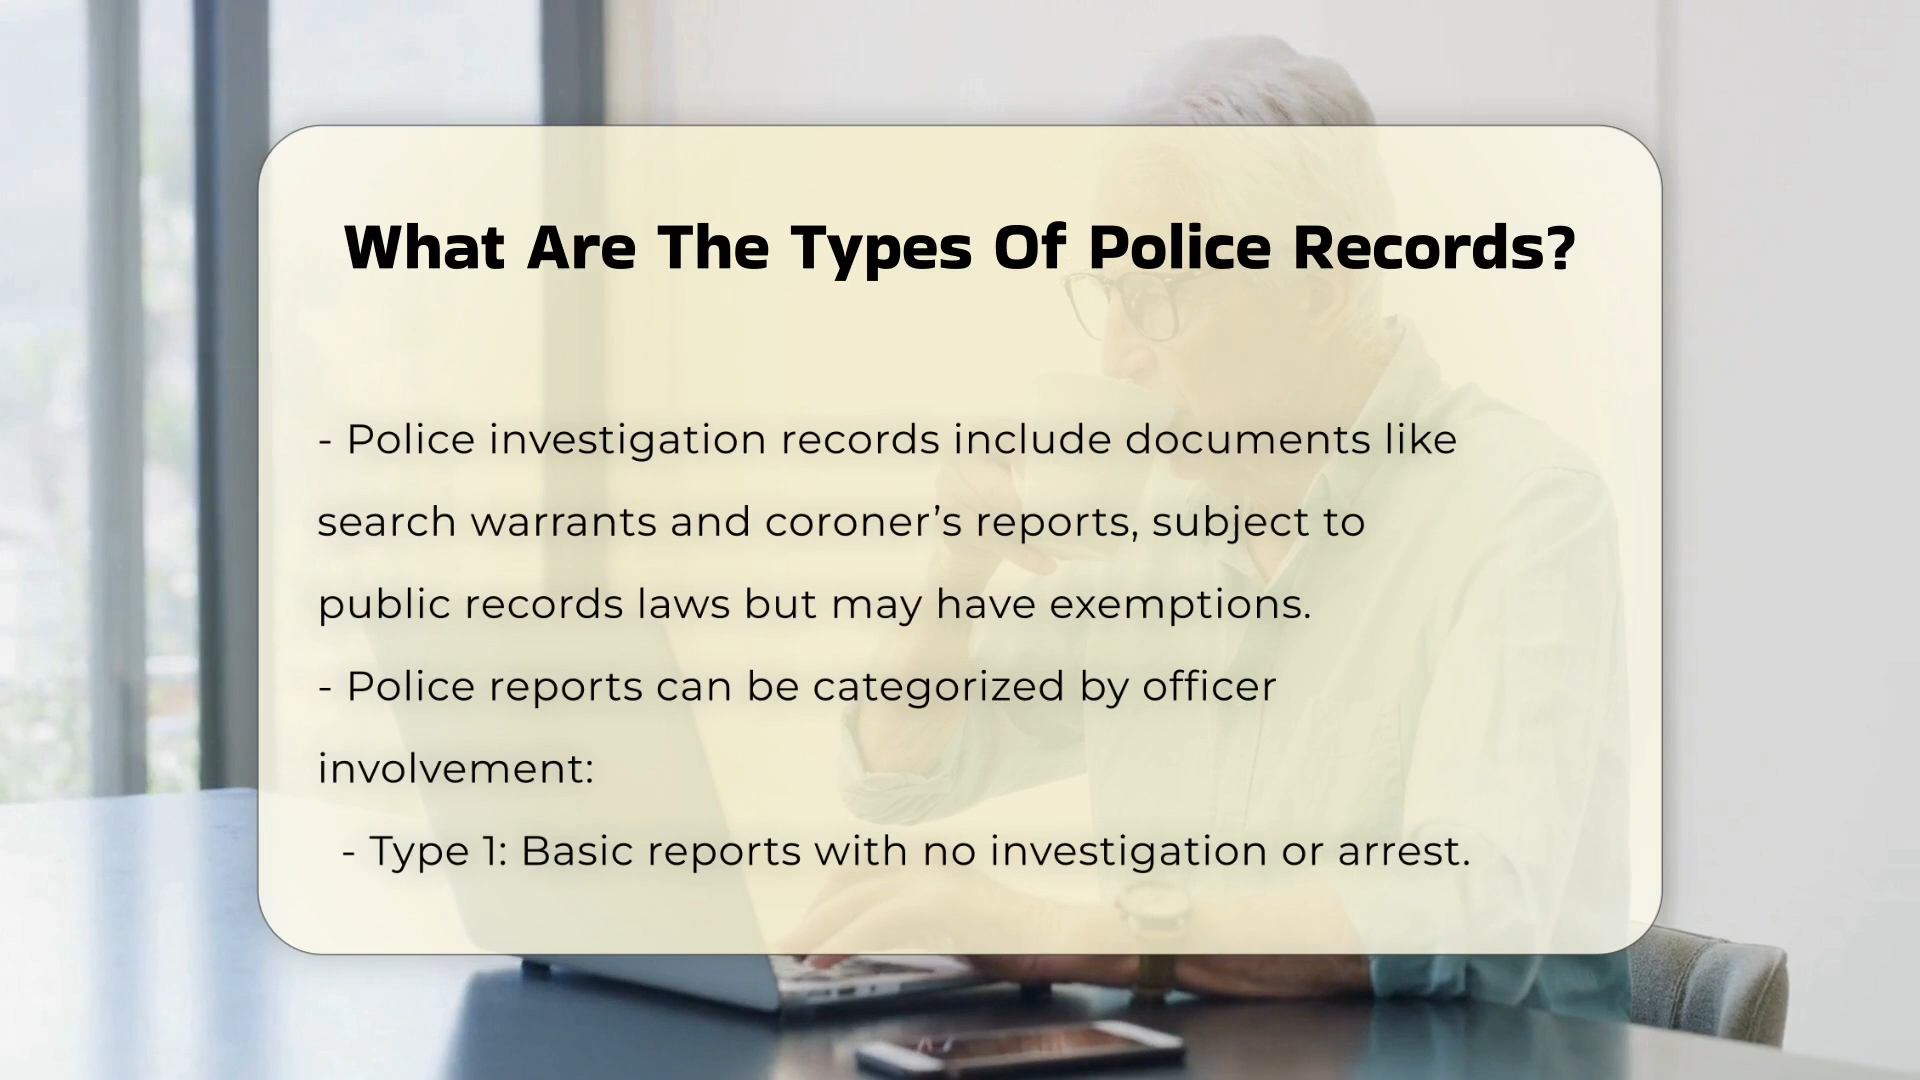 What Are The Types Of Police Records?
- Police investigation records include documents like
search warrants and coroner’s reports, subject to
public records laws but may have exemptions.
- Police reports can be categorized by officer
involvement:
- Type 1: Basic reports with no investigation or arrest.